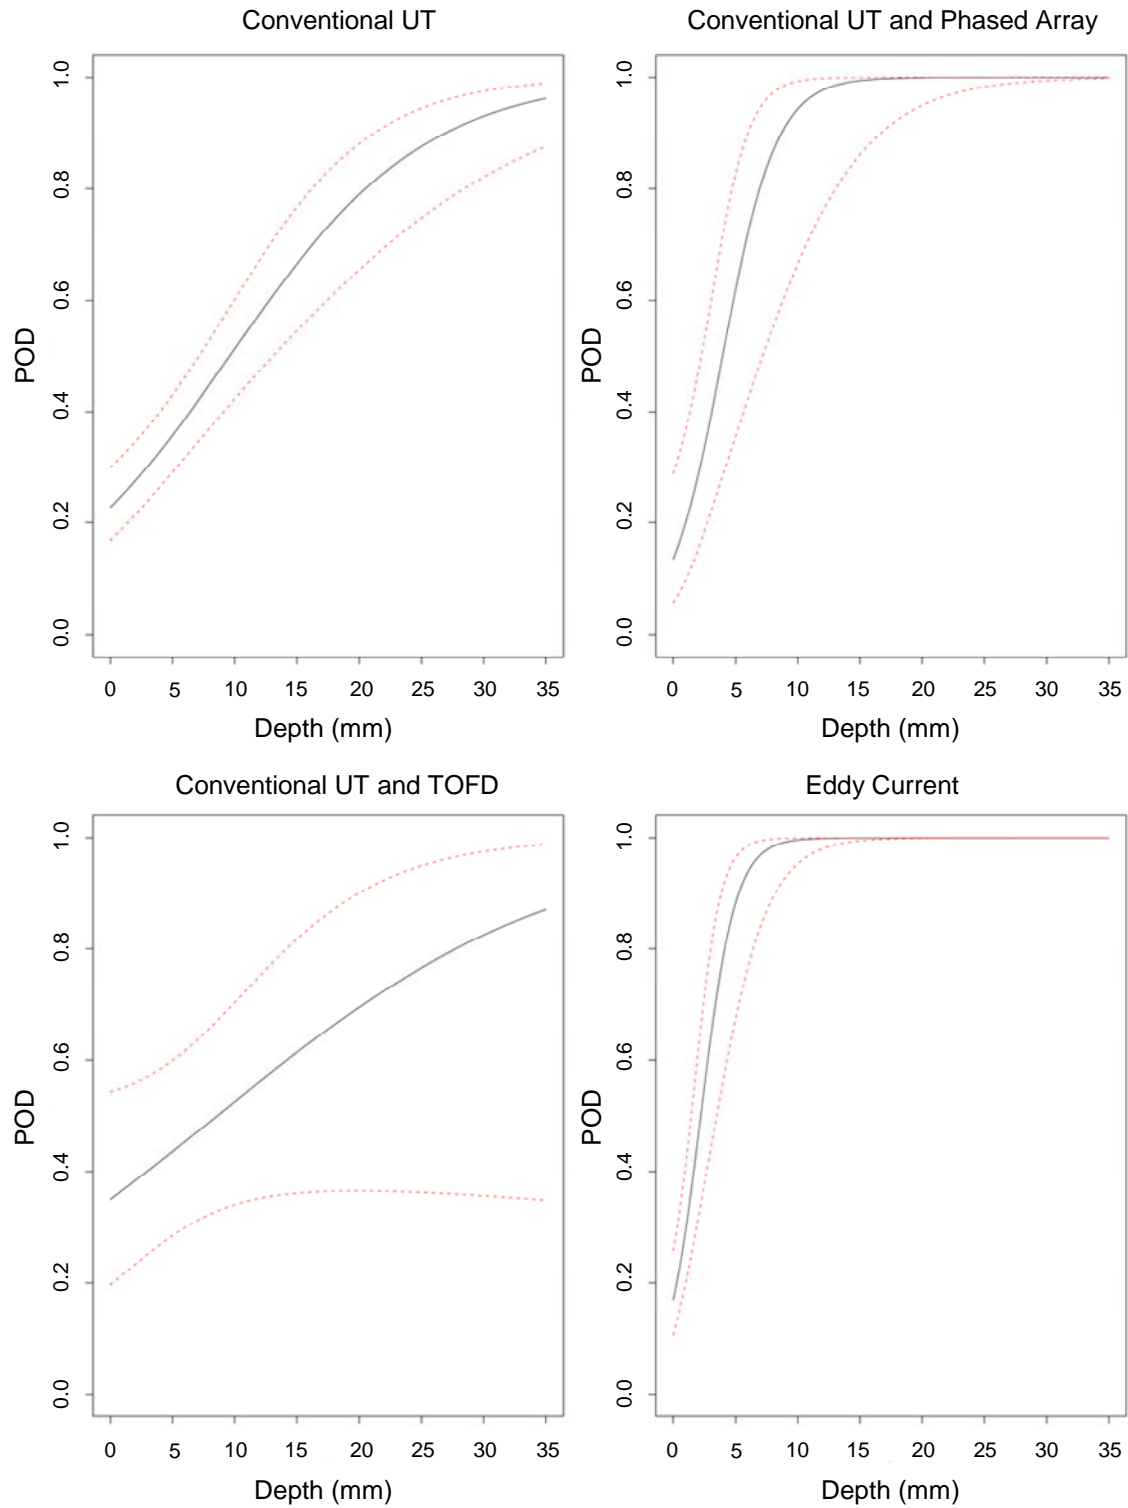 Conventional UT
1.0
0.8
0.6
0.4
0.2
0.0
POD
0 5 10 15 20 25 30 35
Depth (mm)
Conventional UT and Phased Array
1.0
0.8
0.6
0.4
0.2
0.0
POD
0 5 10 15 20 25 30 35
Depth (mm)
Conventional UT and TOFD
1.0
0.8
0.6
0.4
0.2
0.0
POD
0 5 10 15 20 25 30 35
Depth (mm)
Eddy Current
1.0
0.8
0.6
0.4
0.2
0.0
POD
0 5 10 15 20 25 30 35
Depth (mm)